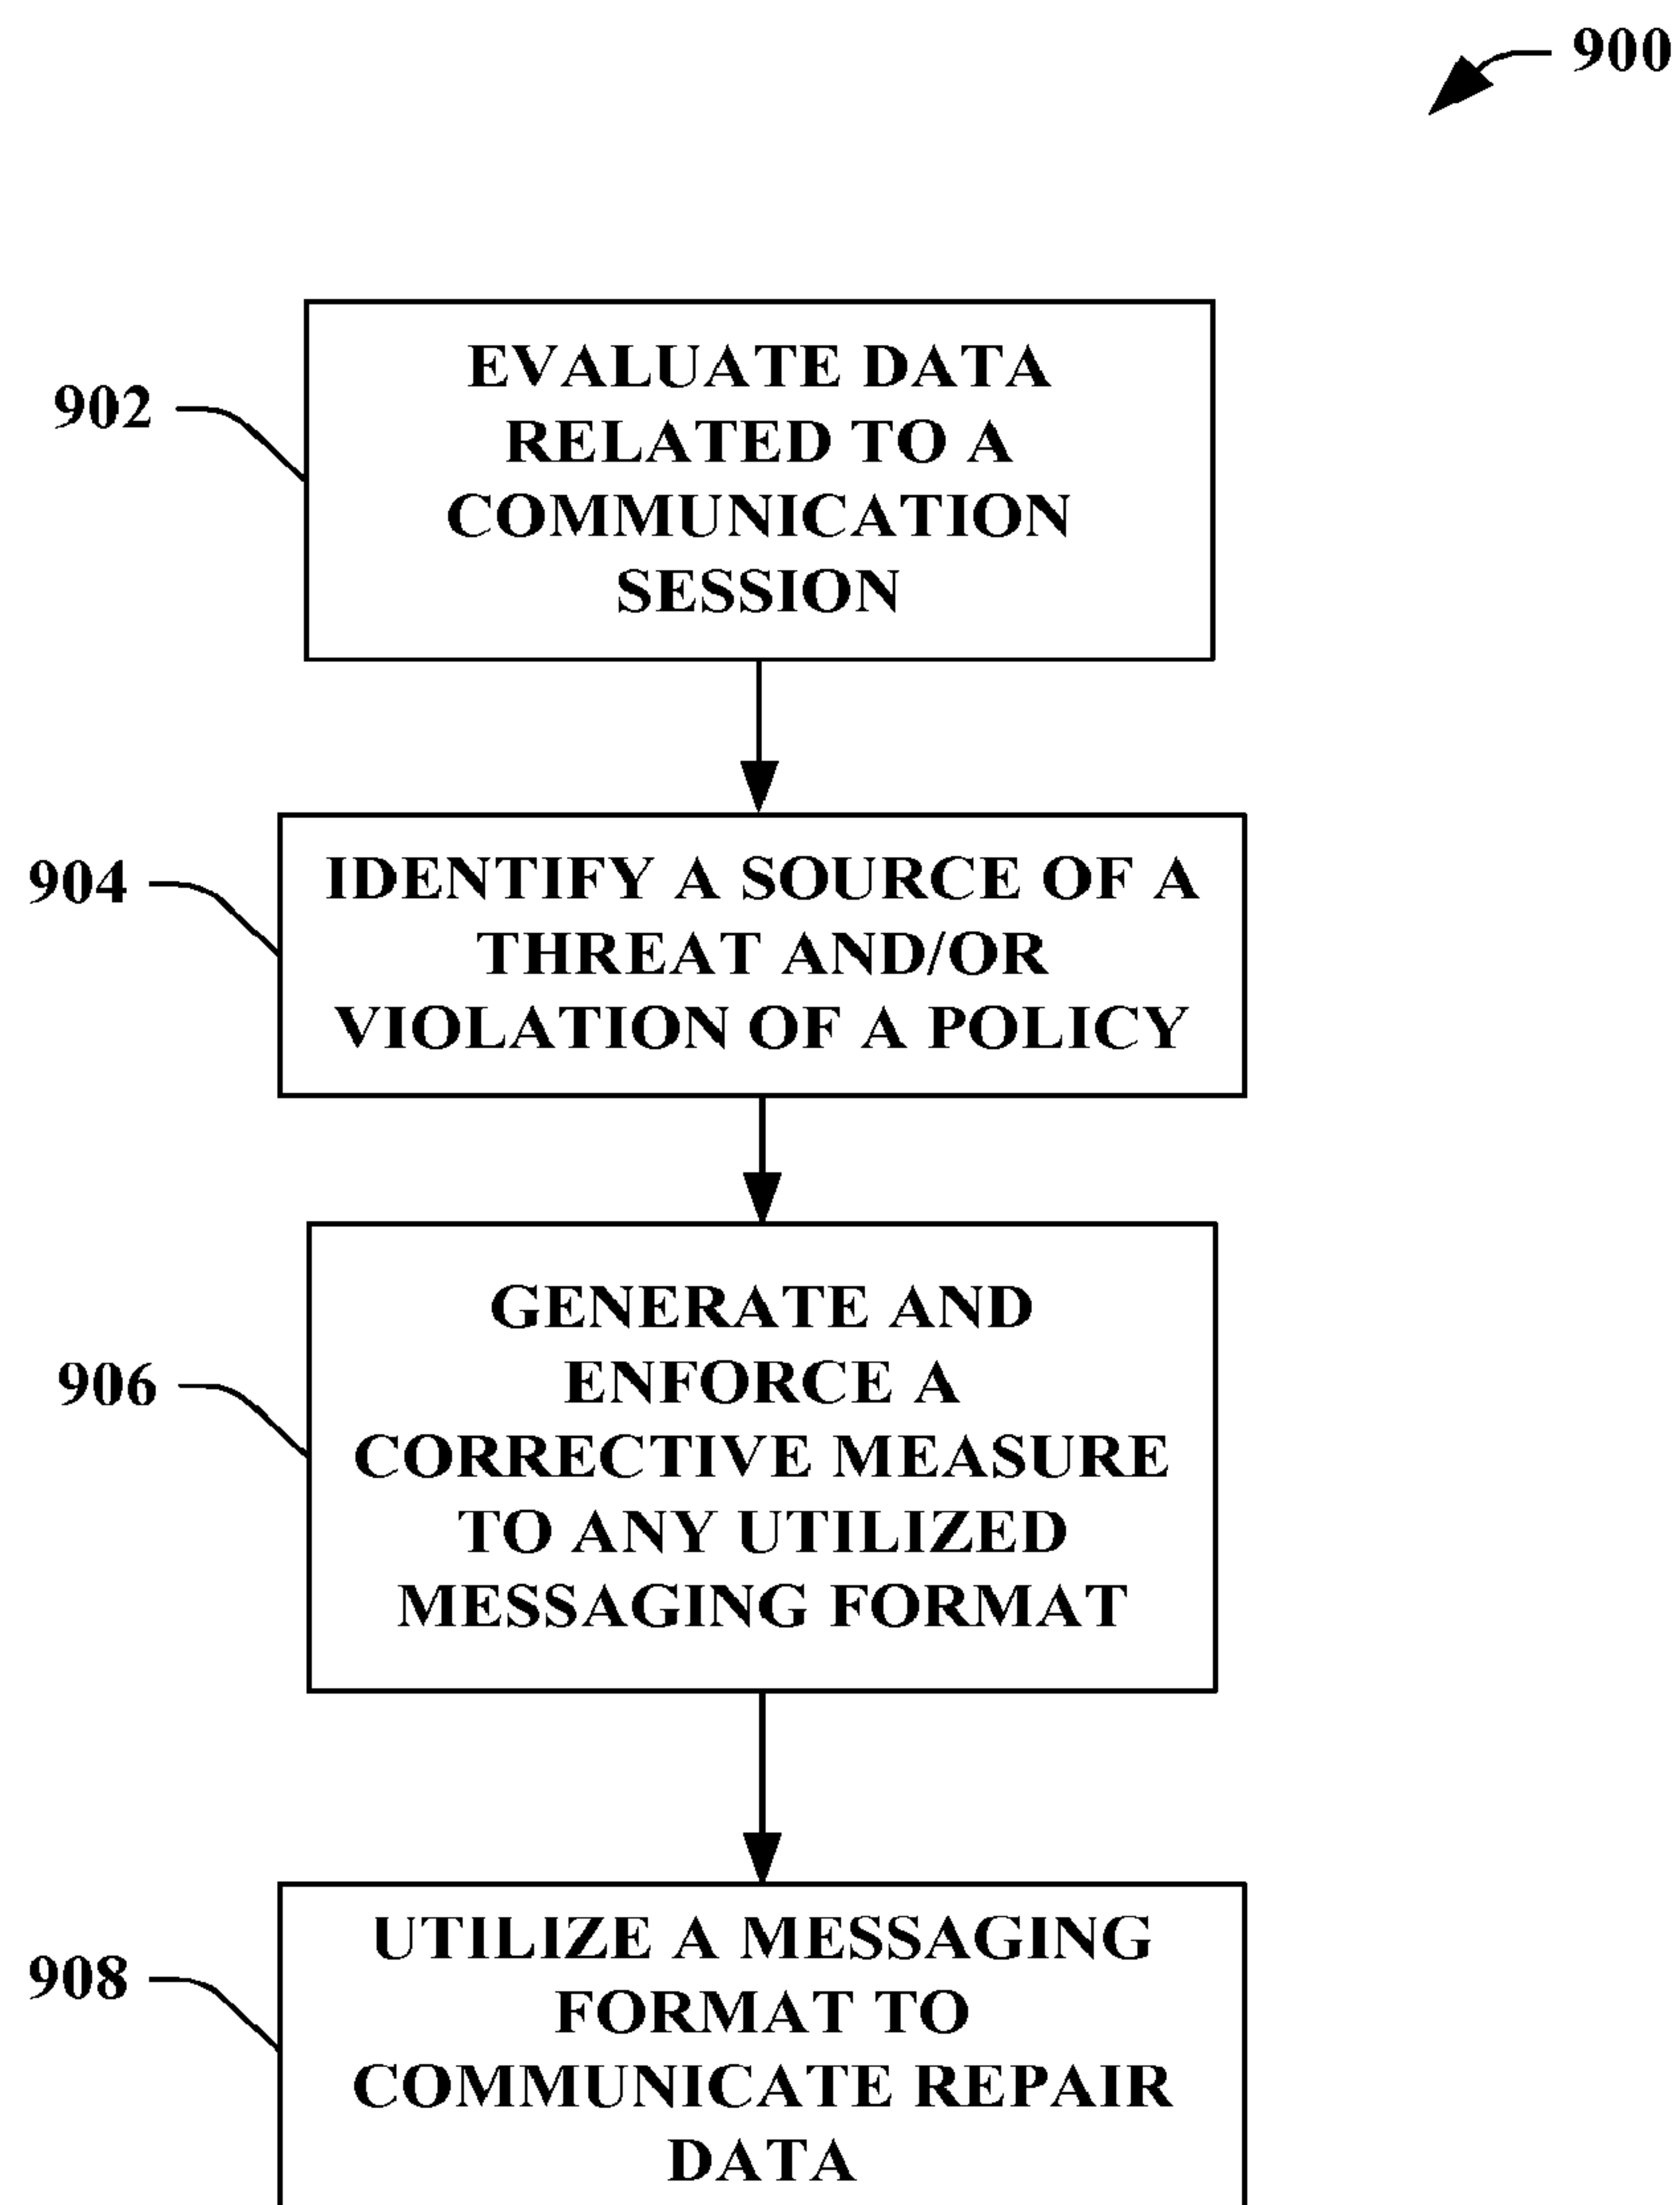 900
902
EVALUATE DATA
RELATED TO A
COMMUNICATION
SESSION
904
IDENTIFY A SOURCE OF A
THREAT AND/OR
VIOLATION OF A POLICY
906
GENERATE AND
ENFORCE A
CORRECTIVE MEASURE
TO ANY UTILIZED
MESSAGING FORMAT
908
UTILIZE A MESSAGING
FORMAT TO
COMMUNICATE REPAIR
DATA